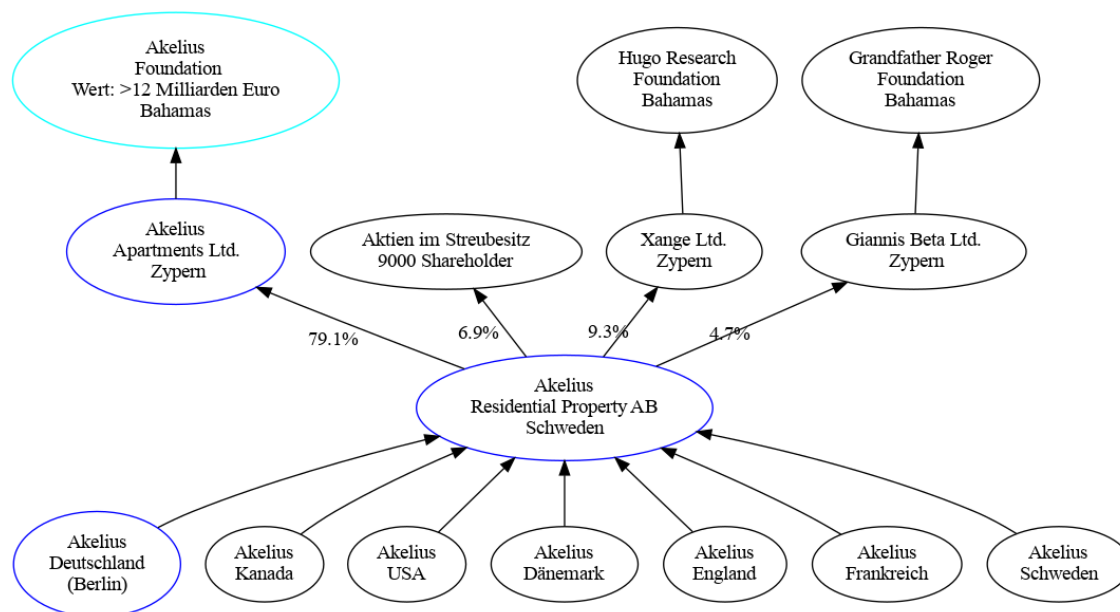 Akelius
Foundation
Wert: >12 Milliarden Euro
Bahamas
Hugo Research
Foundation
Bahamas
Grandfather Roger
Foundation
Bahamas
Akelius
Apartments Ltd.
Zypern
Aktien im Streubesitz
9000 Shareholder
Xange Ltd.
Zypern
Giannis Beta Ltd.
Zypern
79.1%
6.9%
9.3%
4.7%
Akelius
Residential Property AB
Schweden
Akelius
Deutschland
(Berlin)
Akelius
Kanada
Akelius
USA
Akelius
Dänemark
Akelius
England
Akelius
Frankreich
Akelius
Schweden